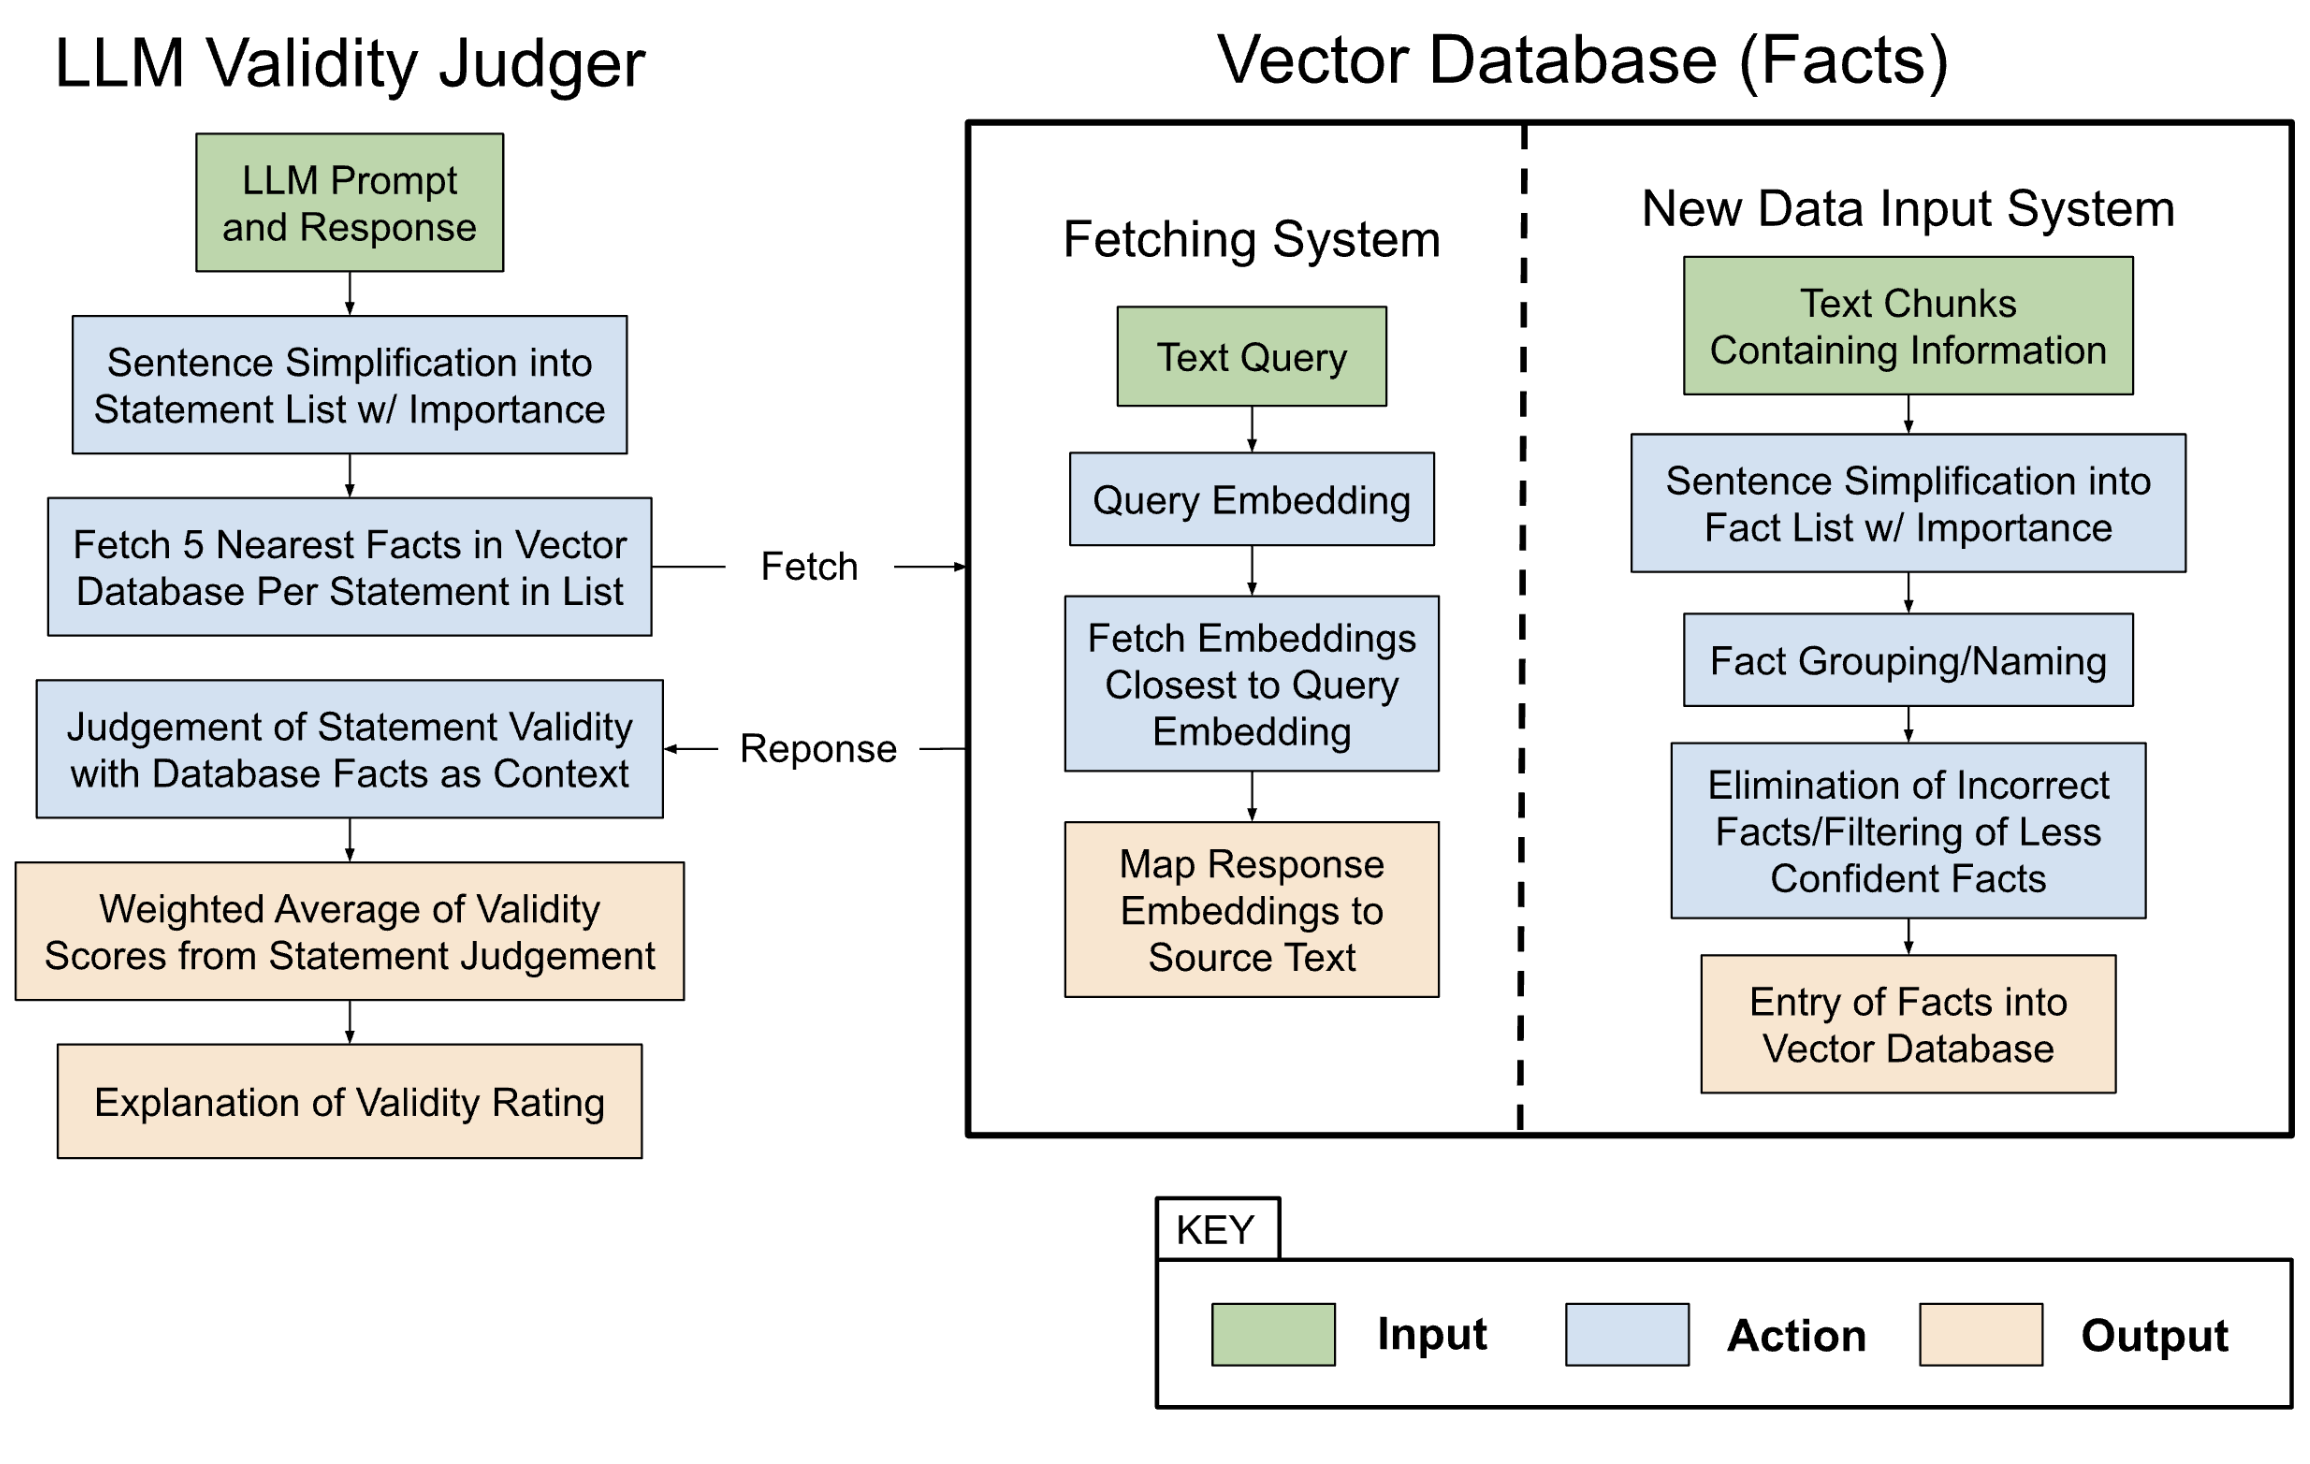 LLM Validity Judger
LLM Prompt
and Response
Sentence Simplification into
Statement List w/ Importance
Fetch 5 Nearest Facts in Vector
Database Per Statement in List
Fetch
Judgement of Statement Validity
with Database Facts as Context
Reponse
Weighted Average of Validity
Scores from Statement Judgement
Explanation of Validity Rating
Vector Database (Facts)
Fetching System
Text Query
Query Embedding
Fetch Embeddings
Closest to Query
Embedding
Map Response
Embeddings to
Source Text
New Data Input System
Text Chunks
Containing Information
Sentence Simplification into
Fact List w/ Importance
Fact Grouping/Naming
Elimination of Incorrect
Facts/Filtering of Less
Confident Facts
Entry of Facts into
Vector Database
KEY
Input
Action
Output